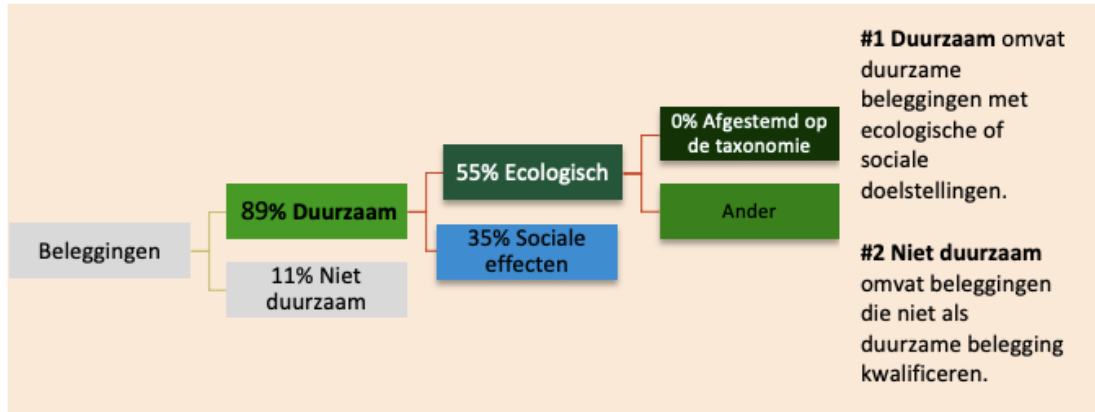 Beleggingen
89% Duurzaam
11% Niet
duurzaam
55% Ecologisch
35% Sociale
effecten
0% Afgestemd op
de taxonomie
Ander
#1 Duurzaam omvat
duurzame
beleggingen met
ecologische of
sociale
doelstellingen.
#2 Niet duurzaam
omvat beleggingen
die niet als
duurzame belegging
kwalificeren.